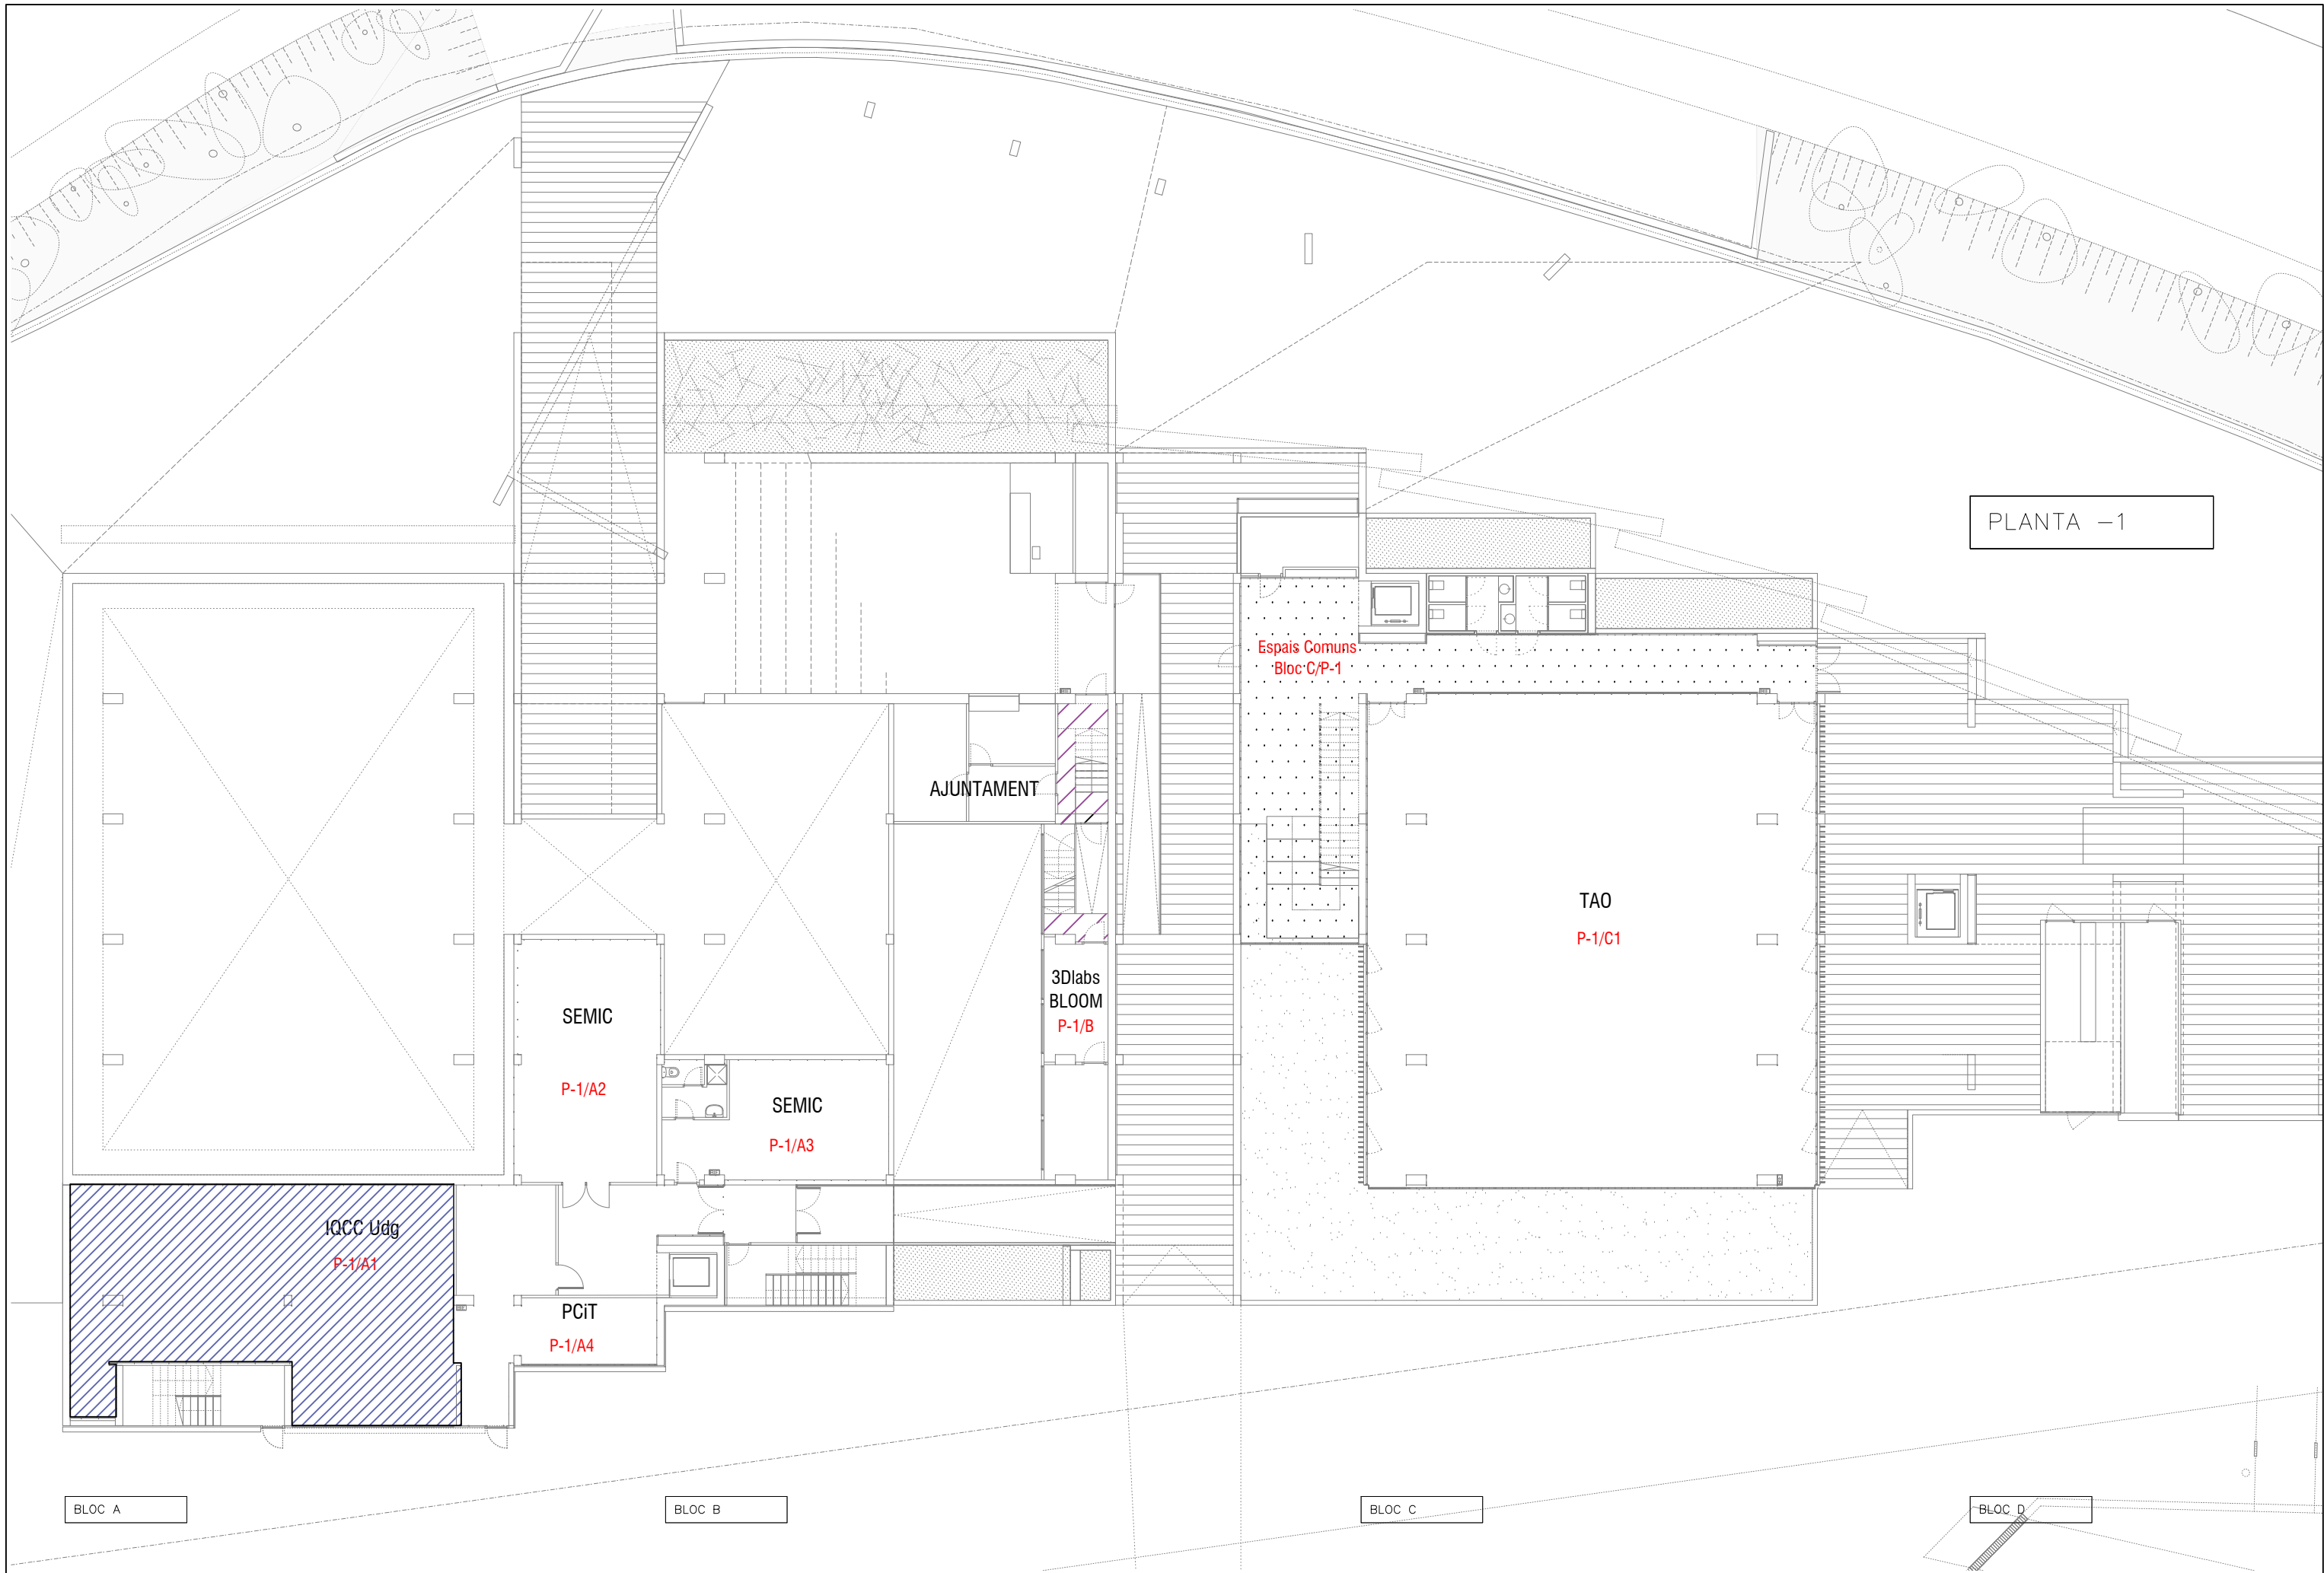 PLANTA -1
Espais Comuns
Bloc C/P-1
AJUNTAMENT
TAO
P-1/C1
3Dlabs
BLOOM
P-1/B
SEMIC
P-1/A2
SEMIC
P-1/A3
IQCC Udg
P-1/A1
PCiT
P-1/A4
BLOC A
BLOC B
BLOC C
BLOC D